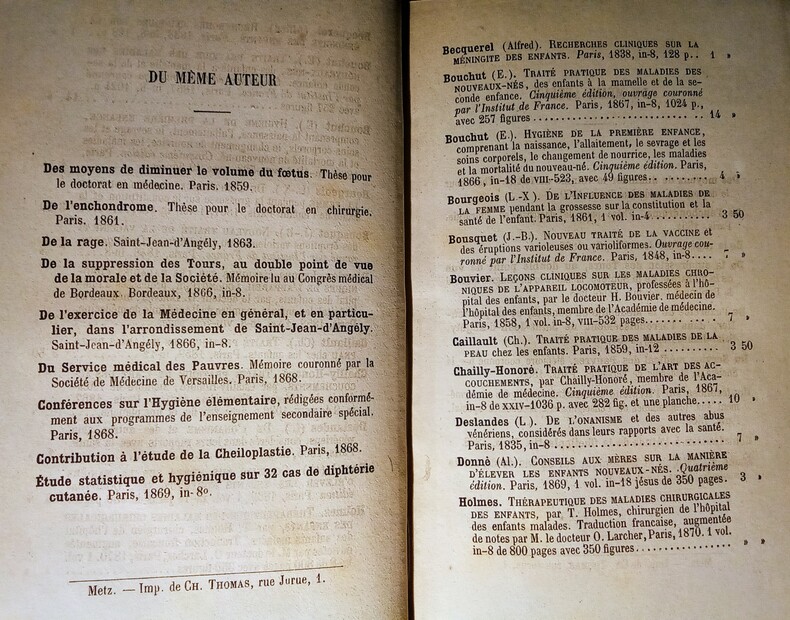 DU MÊME AUTEUR
Des moyens de diminuer le volume du fœtus. Thèse pour
le doctorat en médecine. Paris. 1859.
De l'enchondrome. Thèse pour le doctorat en chirurgie.
Paris. 1861.
De la rage. Saint-Jean-d'Angély, 1863.
De la suppression des Tours, au double point de vue
de la morale et de la Société. Mémoire lu au Congrès médical
de Bordeaux. Bordeaux, 1866, in-8.
De l'exercice de la Médecine en général, et en particu-
lier, dans l'arrondissement de Saint-Jean-d'Angély.
Saint-Jean-d'Angély, 1866, in-8.
Du Service médical des Pauvres. Mémoire couronné par la
Société de Médecine de Versailles. Paris, 1868.
Conférences sur l'Hygiène élémentaire, rédigées conformé-
ment aux programmes de l'enseignement secondaire spécial.
Paris, 1868.
Contribution à l'étude de la Cheiloplastie. Paris, 1868.
Étude statistique et hygiénique sur 32 cas de diphtérie
cutanée. Paris, 1869, in-8°.
Metz. — Imp. de CH. THOMAS, rue Jurue, 1.
Becquerel (Alfred). RECHERCHES CLINIQUES SUR LA
MÉNINGITE DES ENFANTS. Paris, 1838, in-8, 128 p.. 1 »
Bouchut (E.). TRAITÉ PRATIQUE DES MALADIES DES
NOUVEAUX-NÉS, des enfants à la mamelle et de la se-
conde enfance. Cinquième édition, ouvrage couronné
par l'Institut de France. Paris, 1867, in-8, 1024 p.,
avec 257 figures.......... 14 »
Bouchut (E.). HYGIÈNE DE LA PREMIÈRE ENFANCE,
comprenant la naissance, l'allaitement, le sevrage et les
soins corporels, le changement de nourrice, les maladies
et la mortalité du nouveau-né. Cinquième édition. Paris,
1866, in-18 de VIII-523, avec 49 figures.......... 4 »
Bourgeois (L.-X.). DE L'INFLUENCE DES MALADIES DE
LA FEMME pendant la grossesse sur la constitution et la
santé de l'enfant. Paris, 1861, 1 vol. in-4.......... 3 50
Bousquet (J.-B.). NOUVEAU TRAITÉ DE LA VACCINE et
des éruptions varioleuses ou varioliformes. Ouvrage cou-
ronné par l'Institut de France. Paris, 1848, in-8.... 7 »
Bouvier. LEÇONS CLINIQUES SUR LES MALADIES CHRO-
NIQUES DE L'APPAREIL LOCOMOTEUR, professées à l'hô-
pital des enfants, par le docteur H. Bouvier. médecin de
l'hôpital des enfants, membre de l'Académie de médecine.
Paris, 1858, 1 vol. in-8, VIII-532 pages.......... 7 »
Caillault (Ch.). TRAITÉ PRATIQUE DES MALADIES DE LA
PEAU chez les enfants. Paris, 1859, in-12.......... 3 50
Chailly-Honoré. TRAITÉ PRATIQUE DE L'ART DES AC-
COUCHEMENTS, par Chailly-Honoré, membre de l'Aca-
démie de médecine. Cinquième édition. Paris, 1867,
in-8 de XXIV-1036 p. avec 282 fig. et une planche.... 10 »
Deslandes (L.). DE L'ONANISME et des autres abus
vénériens, considérés dans leurs rapports avec la santé.
Paris, 1835, in-8.......... 7 »
Donné (Al.). CONSEILS AUX MÈRES SUR LA MANIÈRE
D'ÉLEVER LES ENFANTS NOUVEAUX-NÉS. Quatrième
édition. Paris, 1869, 1 vol. in-18 jésus de 350 pages. 3 »
Holmes. THÉRAPEUTIQUE DES MALADIES CHIRURGICALES
DES ENFANTS, par T. Holmes, chirurgien de l'hôpital
des enfants malades. Traduction francaise, augmentée
de notes par M. le docteur O. Larcher, Paris, 1870. 1 vol.
in-8 de 800 pages avec 350 figures.......... » »